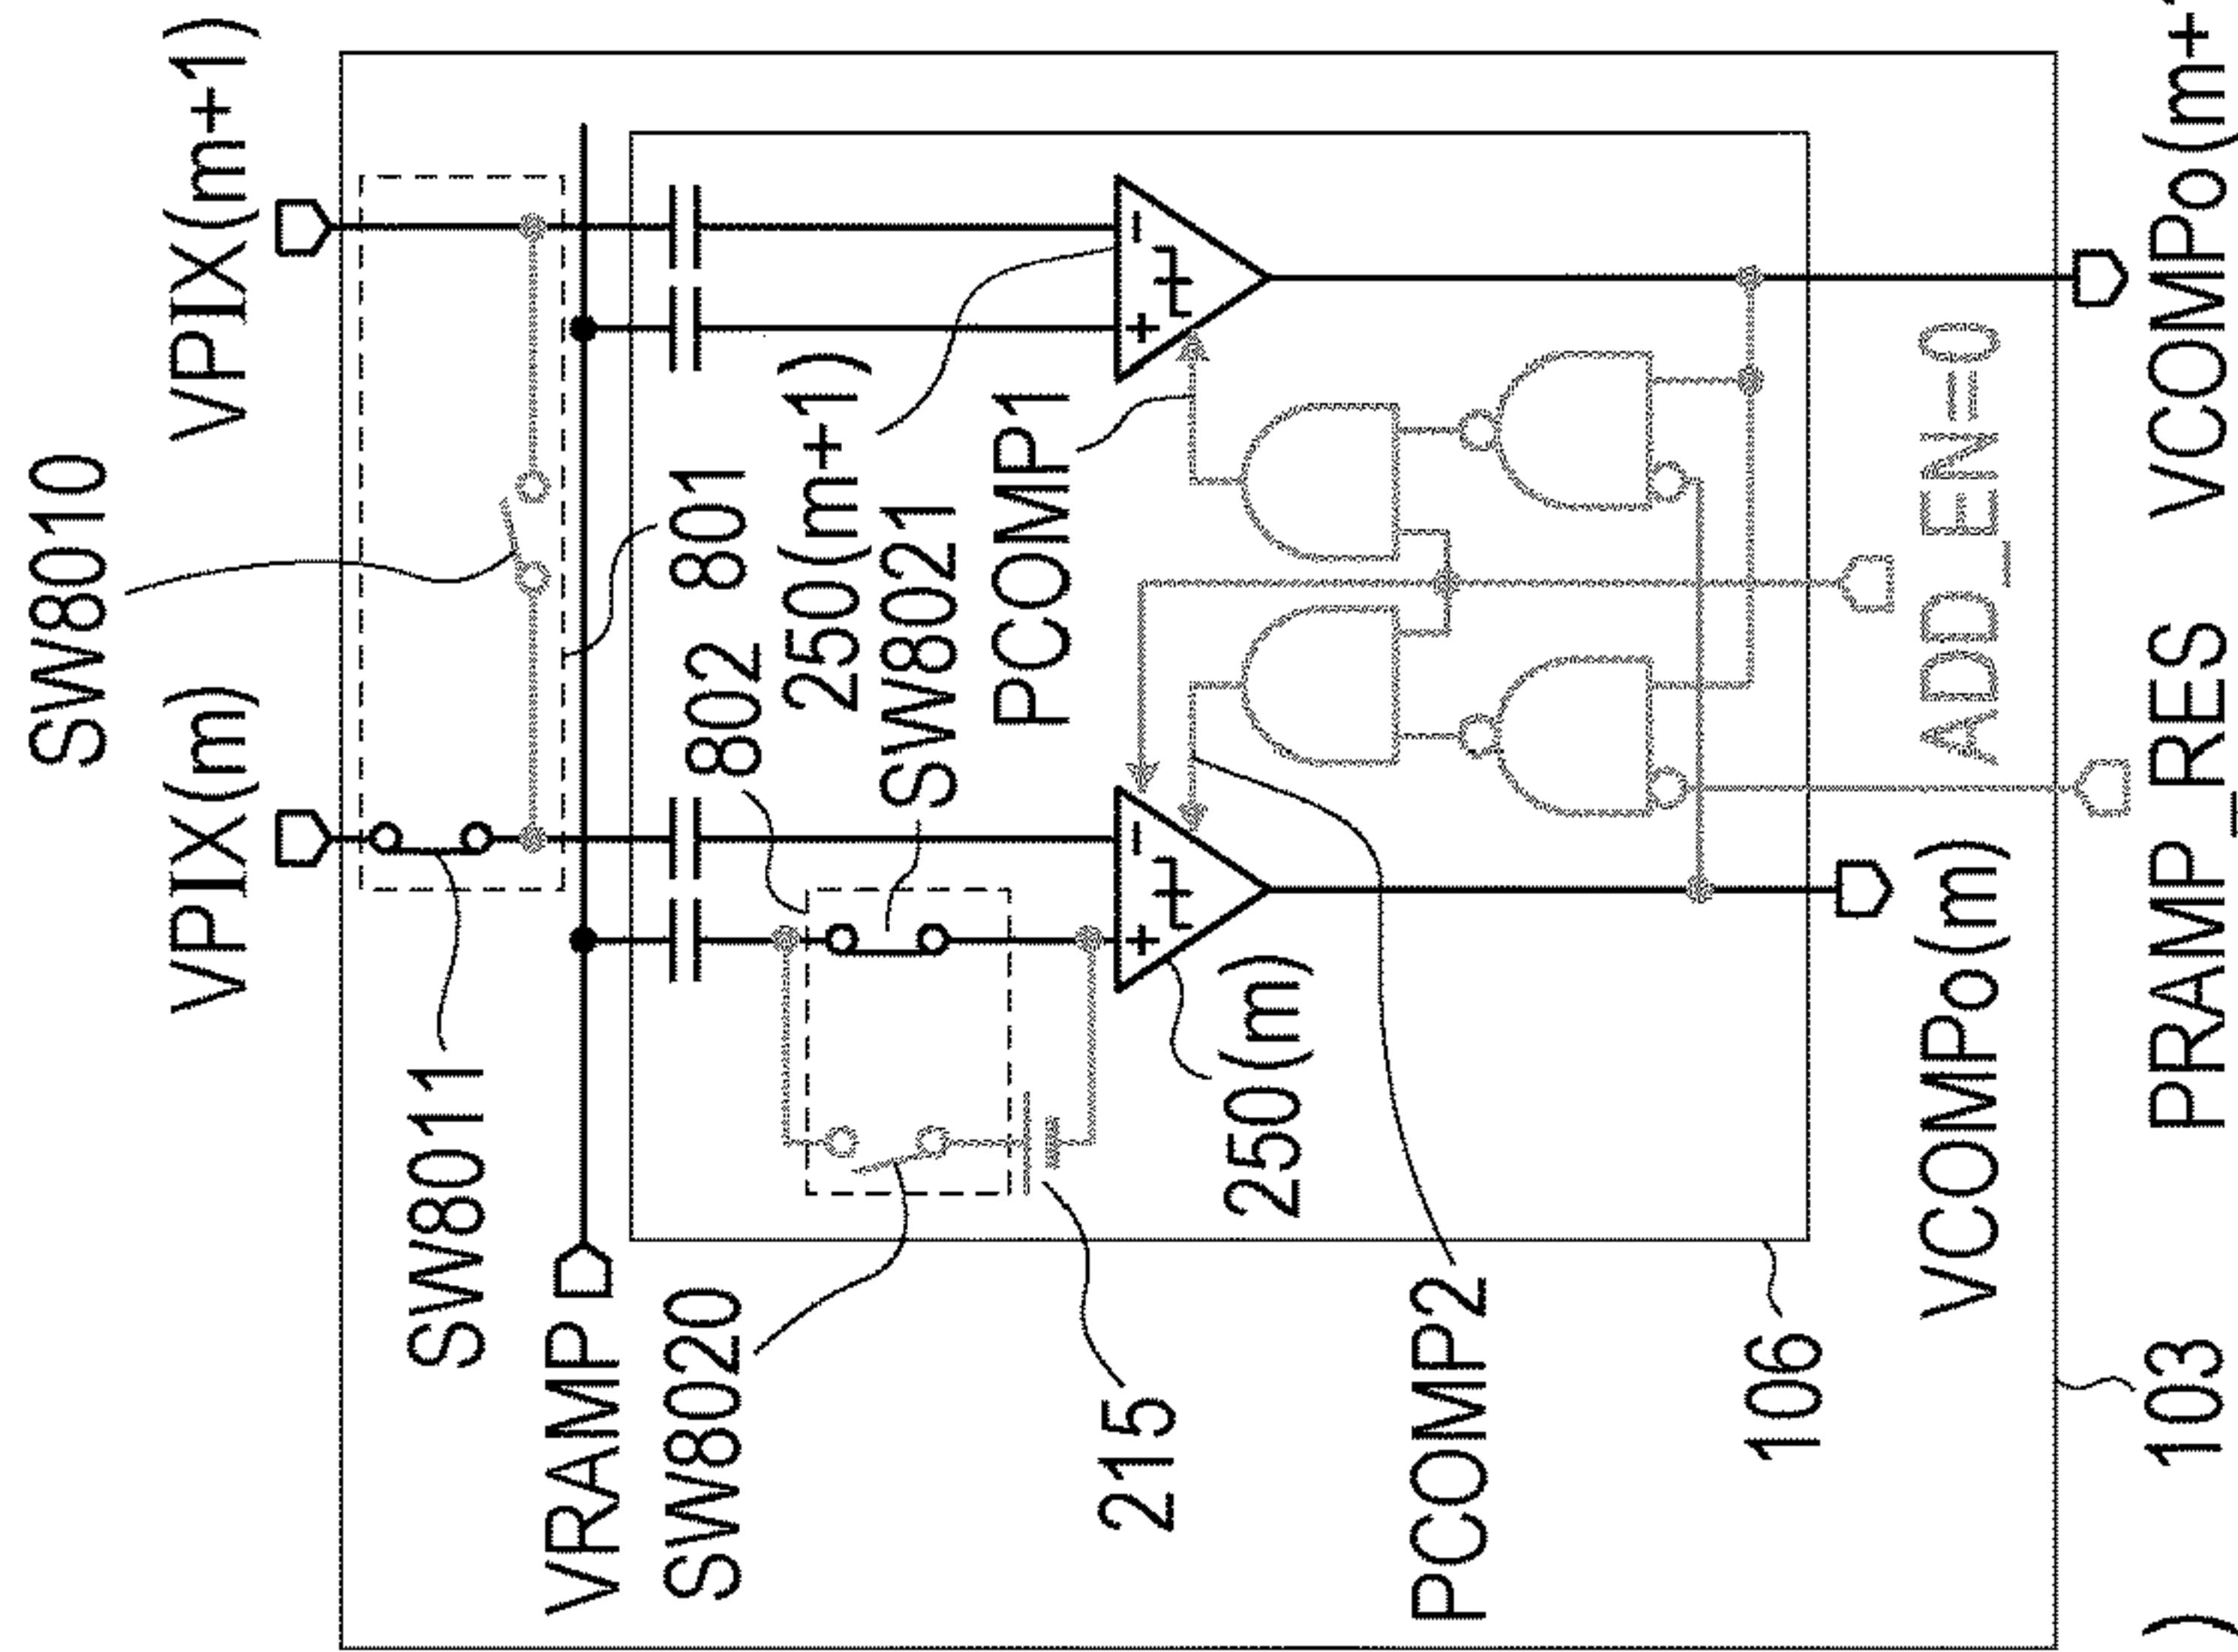 SW8010
VPIX(m)
VPIX(m+1)
SW8011
VRAMP
SW8020
802
801
250(m+1)
SW8021
PCOMP1
-
+
-
+
215
250(m)
PCOMP2
106
VCOMPo(m)
ADD_EN=0
)
103
PRAMP_RES
VCOMPo(m+1